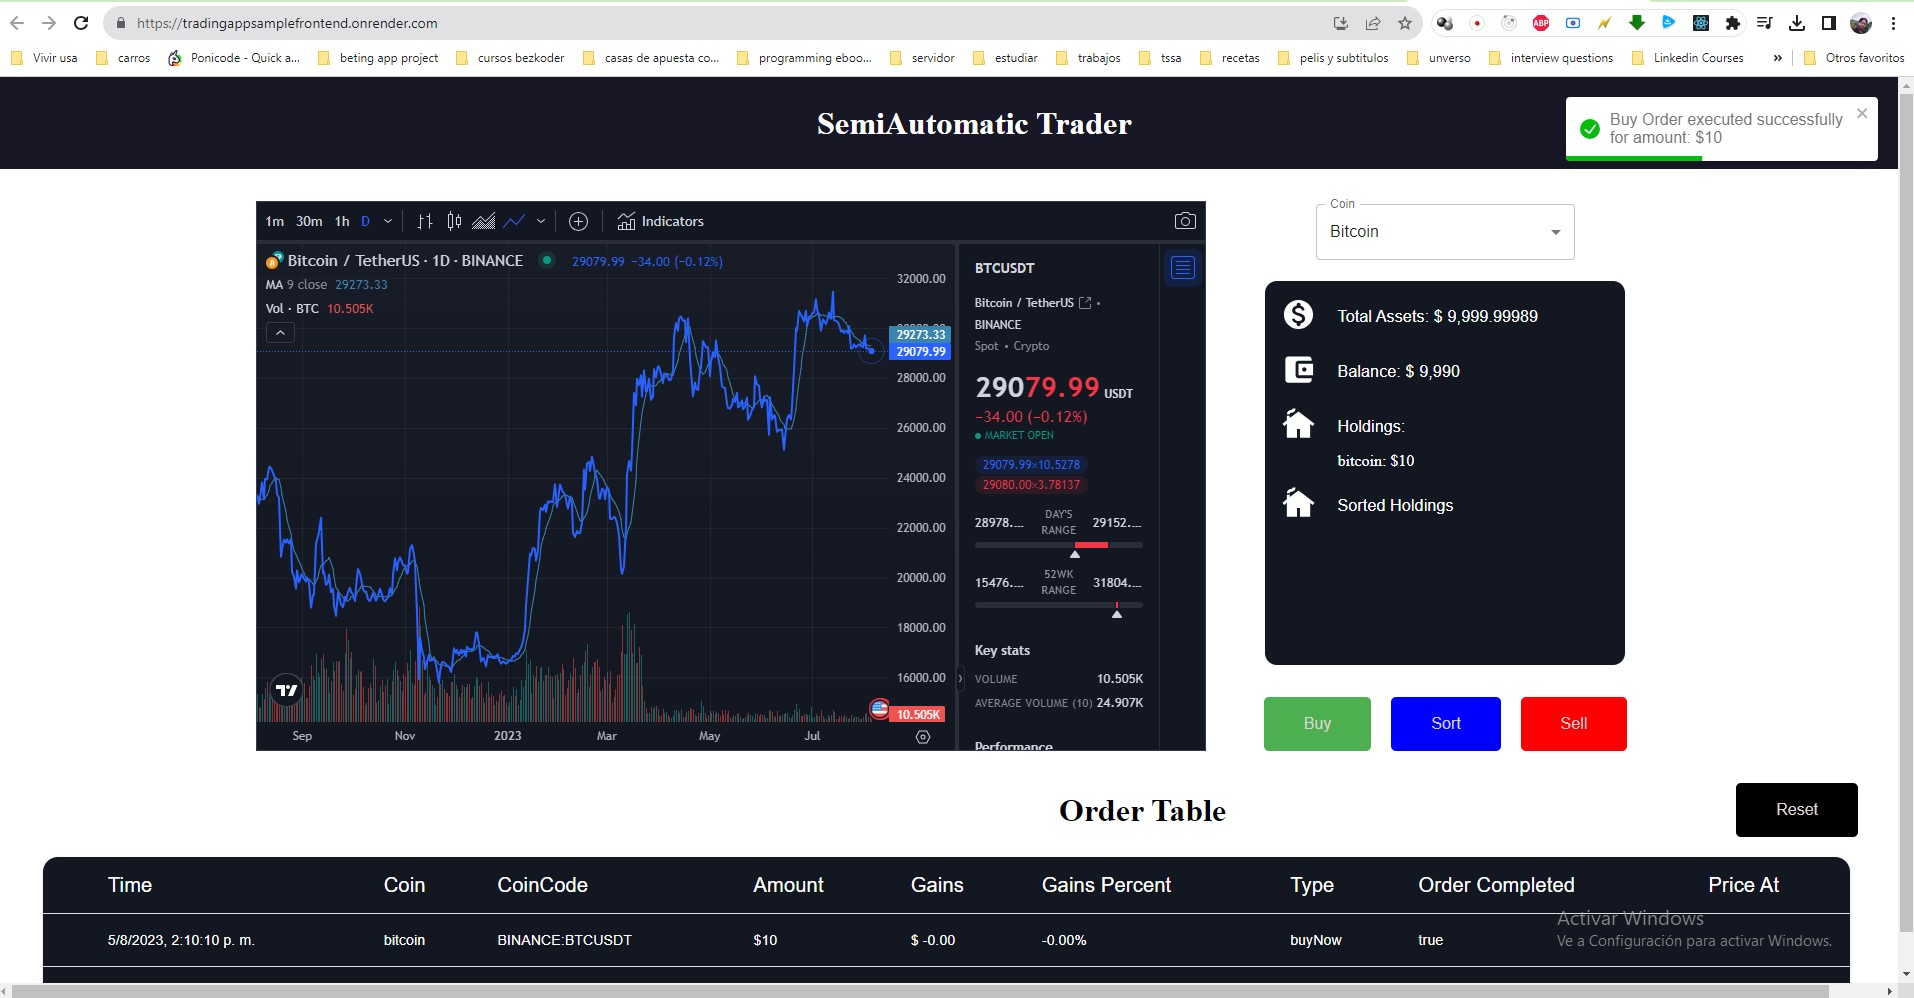 https://tradingappsamplefrontend.onrender.com
ABP
Vivir usa
carros
Ponicode - Quick a...
beting app project
cursos bezkoder
casas de apuesta co...
programming eboo...
servidor
estudiar
trabajos
tssa
recetas
pelis y subtitulos
unverso
interview questions
Linkedin Courses
»
Otros favoritos
SemiAutomatic Trader
Buy Order executed successfully
for amount: $10
1m 30m 1h D
Indicators
Bitcoin / TetherUS · 1D · BINANCE
29079.99 −34.00 (−0.12%)
MA 9 close 29273.33
Vol · BTC 10.505K
32000.00
29273.33
29079.99
28000.00
26000.00
24000.00
22000.00
20000.00
18000.00
16000.00
10.505K
Sep
Nov
2023
Mar
May
Jul
BTCUSDT
Bitcoin / TetherUS
BINANCE
Spot • Crypto
29079.99 USDT
−34.00 (−0.12%)
MARKET OPEN
29079.99×10.5278
29080.00×3.78137
28978.... DAY'S RANGE 29152....
15476.... 52WK RANGE 31804....
Key stats
VOLUME 10.505K
AVERAGE VOLUME (10) 24.907K
Performance
Coin
Bitcoin
Total Assets: $ 9,999.99989
Balance: $ 9,990
Holdings:
bitcoin: $10
Sorted Holdings
Buy
Sort
Sell
Order Table
Reset
Time Coin CoinCode Amount Gains Gains Percent Type Order Completed Price At
5/8/2023, 2:10:10 p. m. bitcoin BINANCE:BTCUSDT $10 $ -0.00 -0.00% buyNow true
Activar Windows
Ve a Configuración para activar Windows.